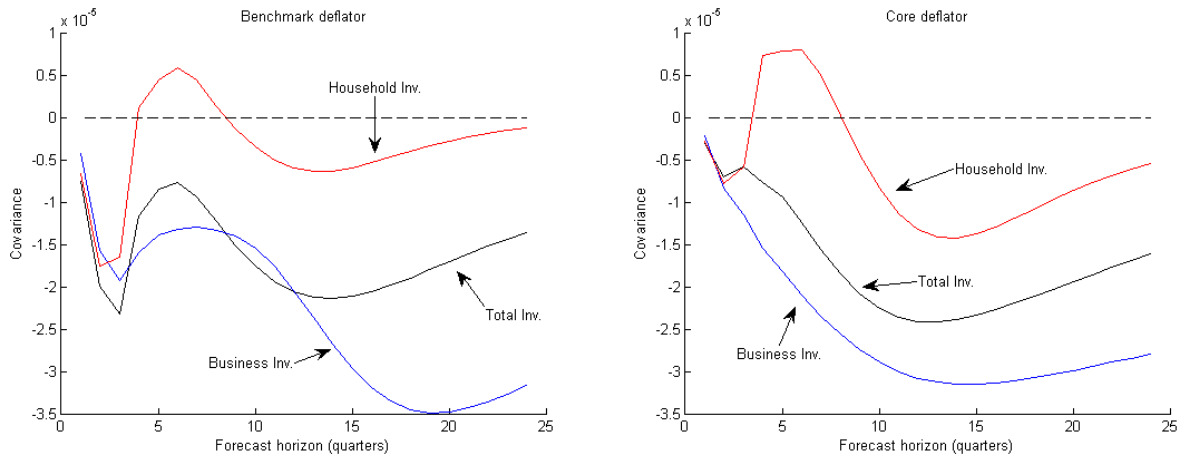 Benchmark deflator
x 10^-5
1
0.5
0
-0.5
-1
-1.5
-2
-2.5
-3
-3.5
Covariance
Household Inv.
Total Inv.
Business Inv.
0 5 10 15 20 25
Forecast horizon (quarters)
Core deflator
x 10^-5
1
0.5
0
-0.5
-1
-1.5
-2
-2.5
-3
-3.5
Covariance
Household Inv.
Total Inv.
Business Inv.
0 5 10 15 20 25
Forecast horizon (quarters)